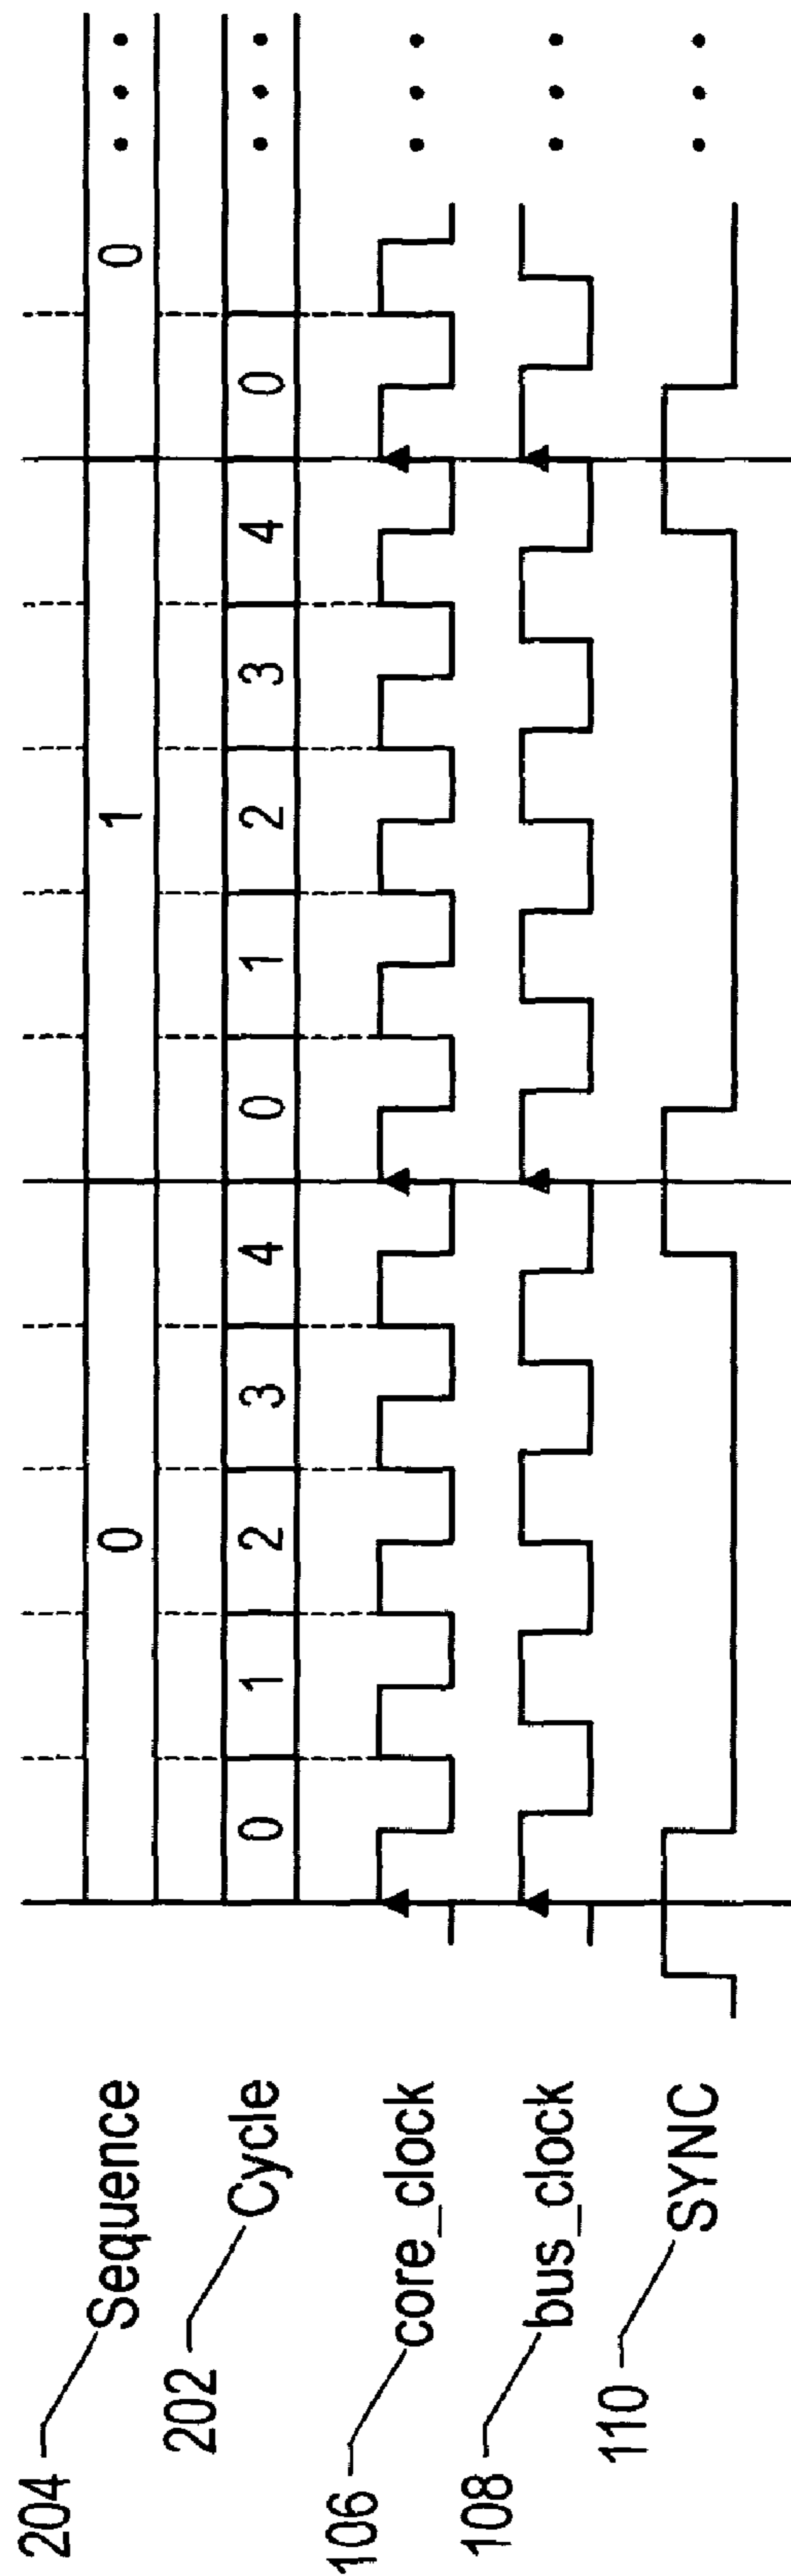 204 Sequence 0 1 0
202 Cycle 0 1 2 3 4 0 1 2 3 4 0
106 core_clock
108 bus_clock
110 SYNC